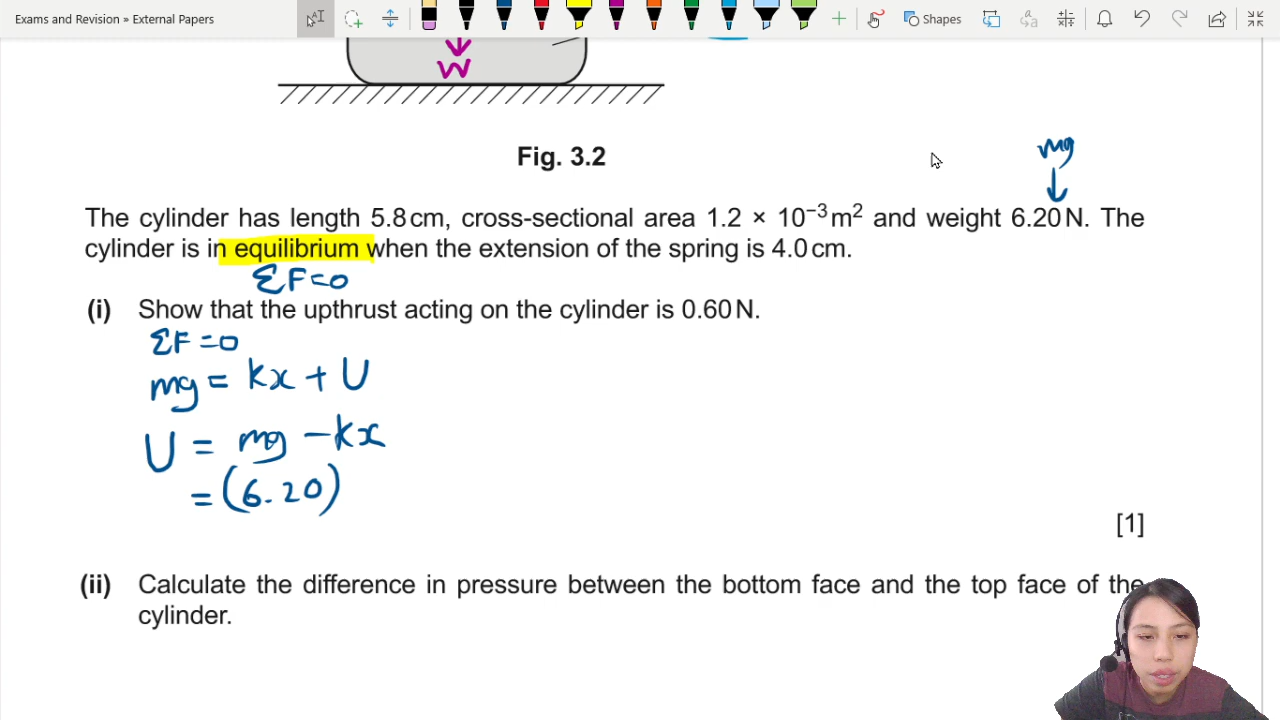 Exams and Revision » External Papers
Shapes
W
Fig. 3.2
mg
The cylinder has length 5.8 cm, cross-sectional area 1.2 × 10⁻³ m² and weight 6.20 N. The
cylinder is in equilibrium when the extension of the spring is 4.0 cm.
ΣF=0
(i) Show that the upthrust acting on the cylinder is 0.60 N.
ΣF=0
mg = kx + U
U = mg - kx
= (6.20)
[1]
(ii) Calculate the difference in pressure between the bottom face and the top face of the
cylinder.